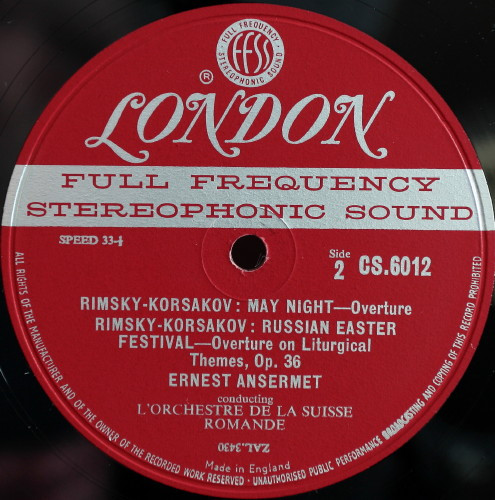 FULL FREQUENCY
FFSS
STEREOPHONIC SOUND
®
LONDON
FULL FREQUENCY
STEREOPHONIC SOUND
SPEED 33-⅓
Side
2
CS.6012
RIMSKY-KORSAKOV : MAY NIGHT—Overture
RIMSKY-KORSAKOV : RUSSIAN EASTER
FESTIVAL—Overture on Liturgical
Themes, Op. 36
ERNEST ANSERMET
conducting
L'ORCHESTRE DE LA SUISSE
ROMANDE
ZAL.3430
Made in England
ALL RIGHTS OF THE MANUFACTURER AND OF THE OWNER OF THE RECORDED WORK RESERVED · UNAUTHORISED PUBLIC PERFORMANCE BROADCASTING AND COPYING OF THIS RECORD PROHIBITED